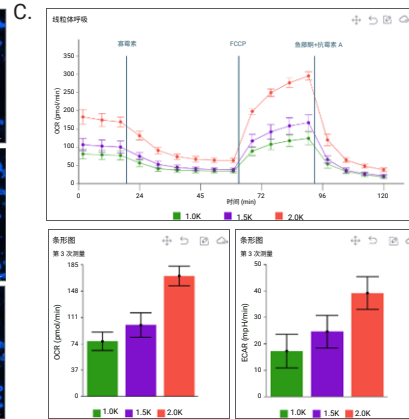 C.
线粒体呼吸
寡霉素
FCCP
鱼藤酮+抗霉素 A
OCR (pmol/min)
350
300
250
200
150
100
50
0
0
24
45
72
96
120
时间 (min)
1.0K
1.5K
2.0K
条形图
第 3 次测量
OCR (pmol/min)
185
148
111
74
37
0
1.0K
1.5K
2.0K
条形图
第 3 次测量
ECAR (mpH/min)
50
40
30
20
10
0
1.0K
1.5K
2.0K